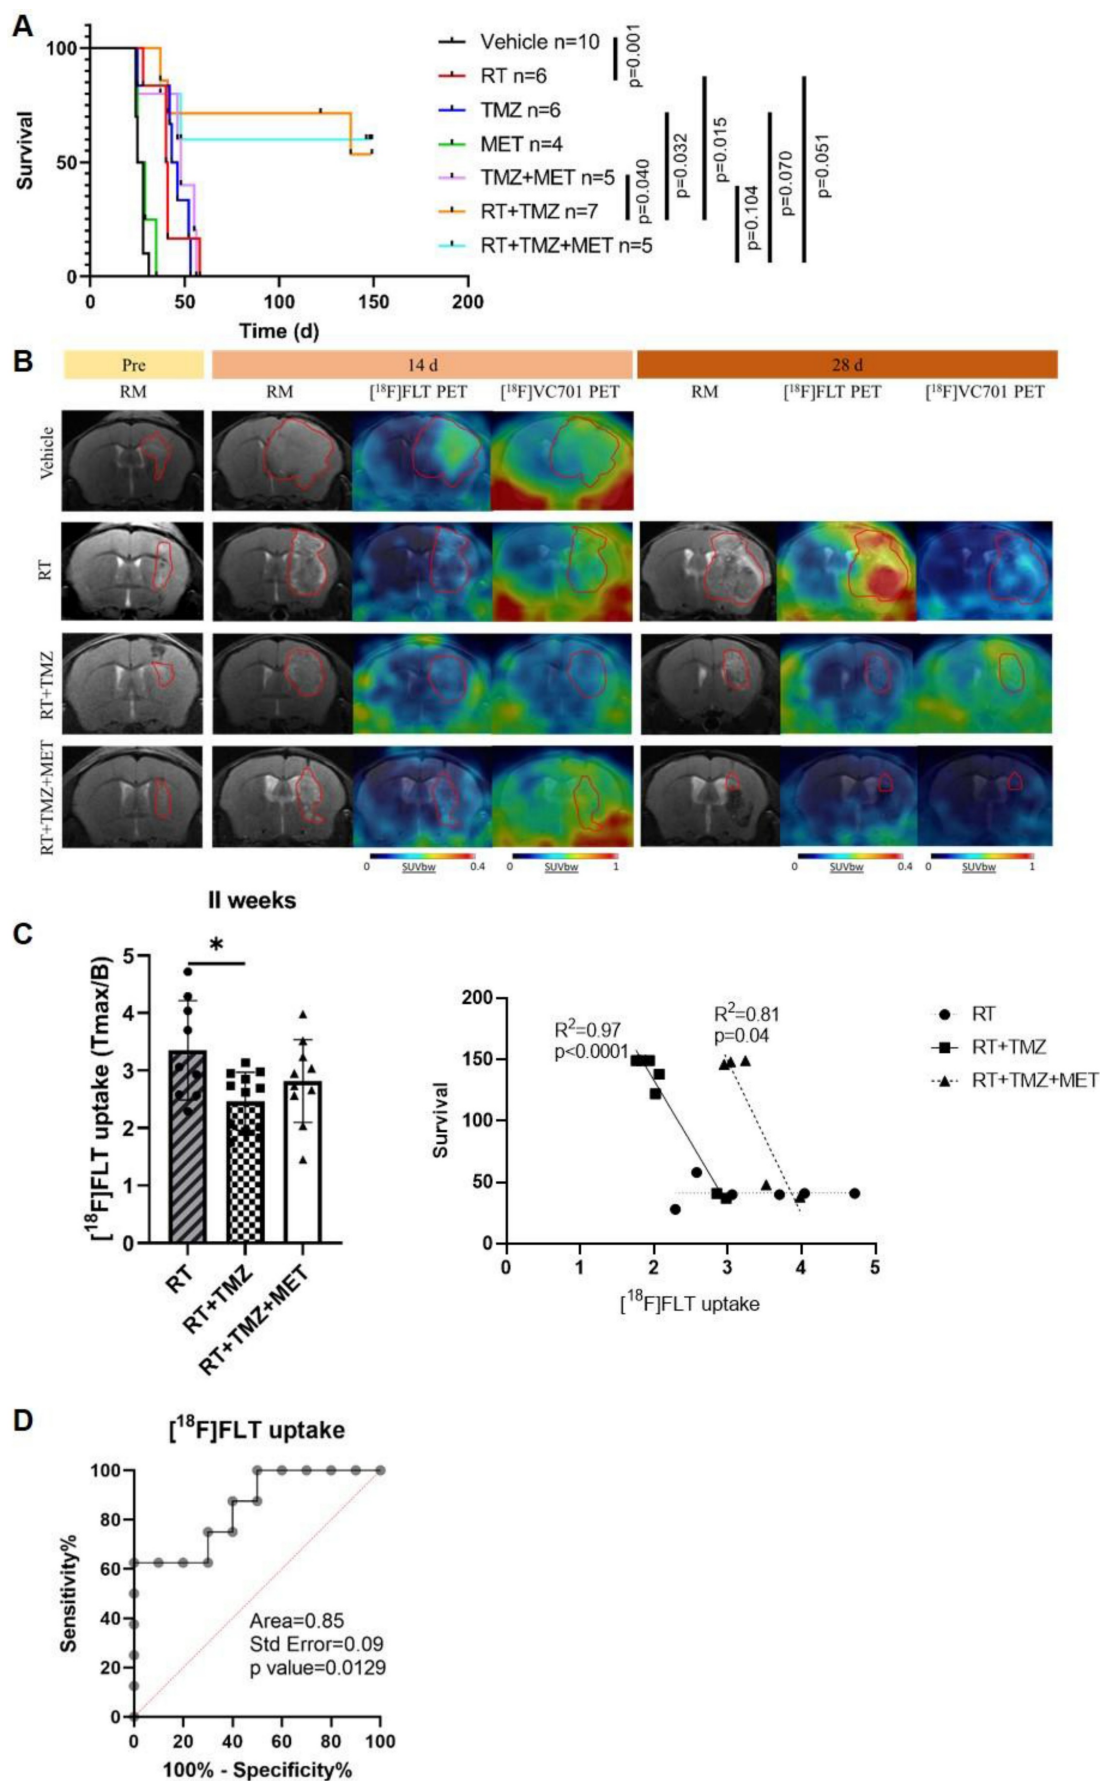 A
100
50
0
Survival
0 50 100 150 200
Time (d)
Vehicle n=10
RT n=6
TMZ n=6
MET n=4
TMZ+MET n=5
RT+TMZ n=7
RT+TMZ+MET n=5
p=0.001
p=0.040
p=0.032
p=0.015
p=0.104
p=0.070
p=0.051
B
Pre 14 d 28 d
RM RM [¹⁸F]FLT PET [¹⁸F]VC701 PET RM [¹⁸F]FLT PET [¹⁸F]VC701 PET
Vehicle
RT
RT+TMZ
RT+TMZ+MET
0 SUVbw 0.4 0 SUVbw 1 0 SUVbw 0.4 0 SUVbw 1
C
II weeks
[¹⁸F]FLT uptake (Tmax/B)
5
4
3
2
1
0
*
RT
RT+TMZ
RT+TMZ+MET
Survival
200
150
100
50
0
R²=0.97
p<0.0001
R²=0.81
p=0.04
0 1 2 3 4 5
[¹⁸F]FLT uptake
RT
RT+TMZ
RT+TMZ+MET
D
[¹⁸F]FLT uptake
Sensitivity%
100
80
60
40
20
0
Area=0.85
Std Error=0.09
p value=0.0129
0 20 40 60 80 100
100% - Specificity%